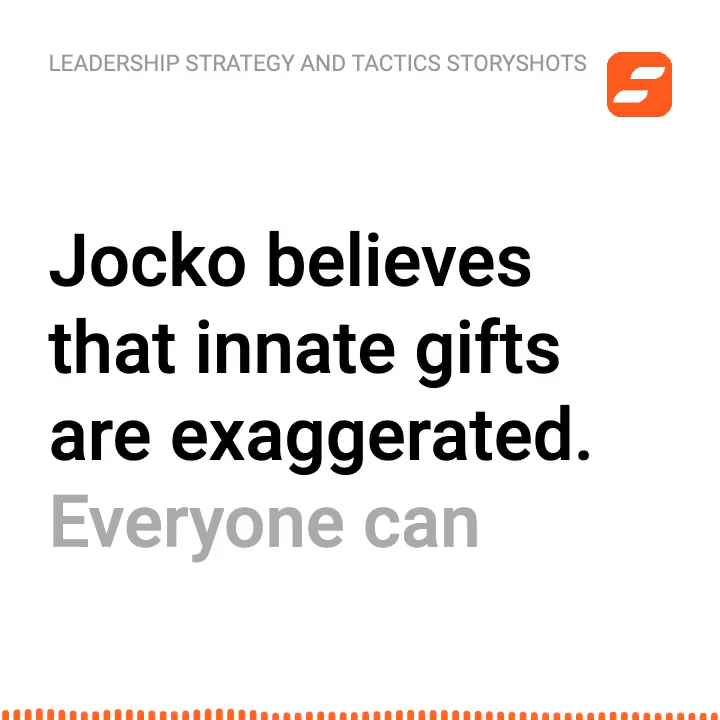 LEADERSHIP STRATEGY AND TACTICS STORYSHOTS
Jocko believes
that innate gifts
are exaggerated.
Everyone can